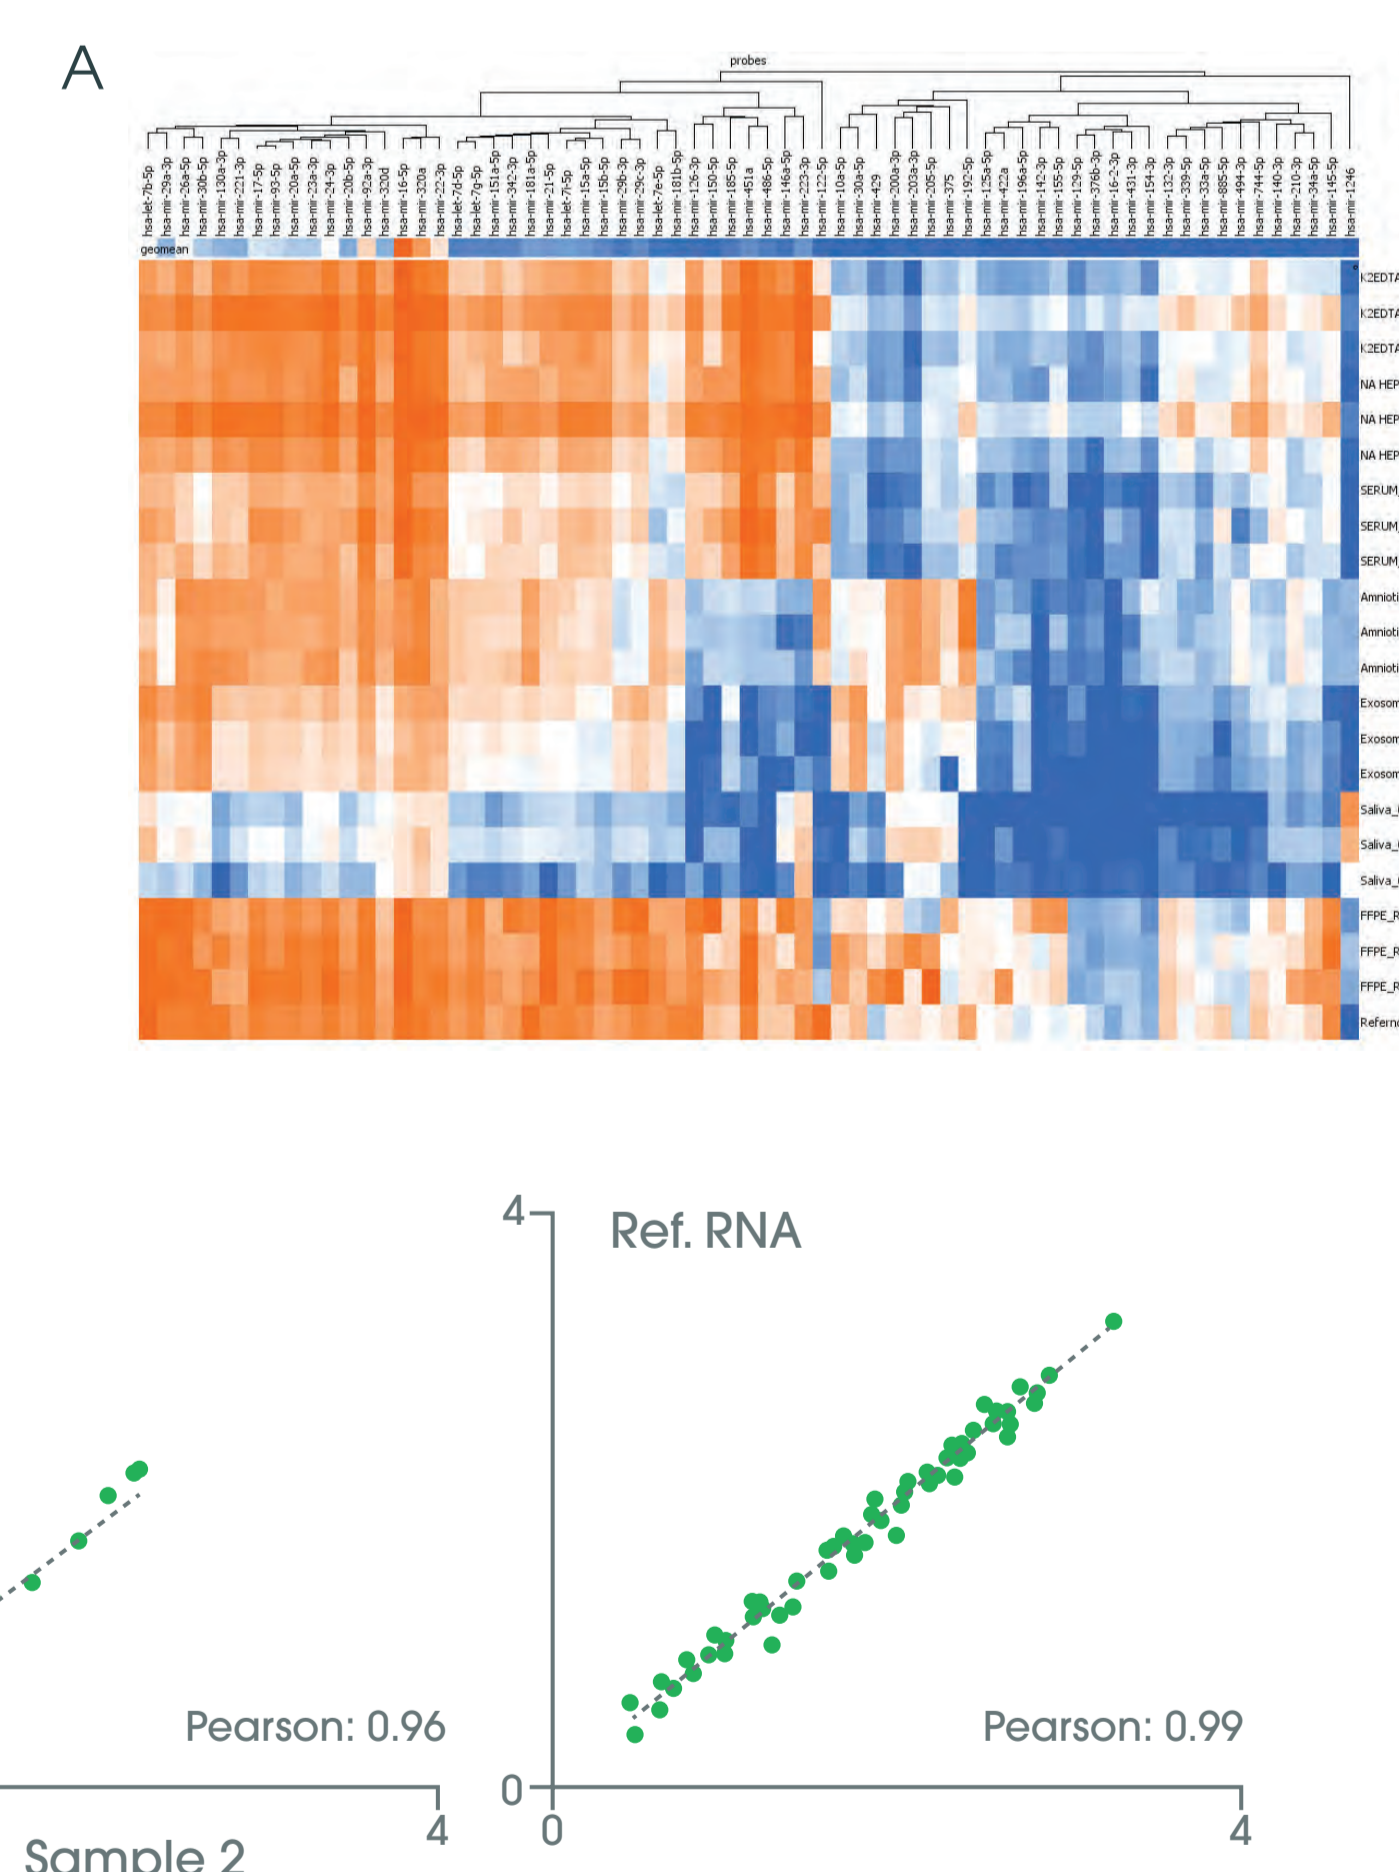 A
probes
hsa-let-7b-5p
hsa-mir-29a-3p
hsa-mir-26a-5p
hsa-mir-30b-5p
hsa-mir-130a-3p
hsa-mir-221-3p
hsa-mir-17-5p
hsa-mir-93-5p
hsa-mir-20a-5p
hsa-mir-23a-3p
hsa-mir-24-3p
hsa-mir-20b-5p
hsa-mir-92a-3p
hsa-mir-320d
hsa-mir-16-5p
hsa-mir-320a
hsa-mir-22-3p
hsa-let-7d-5p
hsa-let-7g-5p
hsa-mir-151a-5p
hsa-mir-342-3p
hsa-mir-181a-5p
hsa-mir-21-5p
hsa-let-7i-5p
hsa-mir-15a-5p
hsa-mir-15b-5p
hsa-mir-29b-3p
hsa-mir-29c-3p
hsa-let-7e-5p
hsa-mir-181b-5p
hsa-mir-126-3p
hsa-mir-150-5p
hsa-mir-185-5p
hsa-mir-451a
hsa-mir-486-5p
hsa-mir-146a-5p
hsa-mir-223-3p
hsa-mir-122-5p
hsa-mir-10a-5p
hsa-mir-30a-5p
hsa-mir-429
hsa-mir-200a-3p
hsa-mir-203a-3p
hsa-mir-205-5p
hsa-mir-375
hsa-mir-192-5p
hsa-mir-125a-5p
hsa-mir-422a
hsa-mir-196a-5p
hsa-mir-142-3p
hsa-mir-155-5p
hsa-mir-129-5p
hsa-mir-376b-3p
hsa-mir-16-2-3p
hsa-mir-431-3p
hsa-mir-154-3p
hsa-mir-132-3p
hsa-mir-339-5p
hsa-mir-33a-5p
hsa-mir-885-5p
hsa-mir-494-3p
hsa-mir-744-5p
hsa-mir-140-3p
hsa-mir-210-3p
hsa-mir-34a-5p
hsa-mir-145-5p
hsa-mir-1246
geomean
K2EDTA
K2EDTA
K2EDTA
NA HEP
NA HEP
NA HEP
SERUM_
SERUM_
SERUM_
Amnioti
Amnioti
Amnioti
Exosom
Exosom
Exosom
Saliva_
Saliva_
Saliva_
FFPE_R
FFPE_R
FFPE_R
Refernc
4
Ref. RNA
Pearson: 0.96
Pearson: 0.99
0
4
0
4
Sample 2